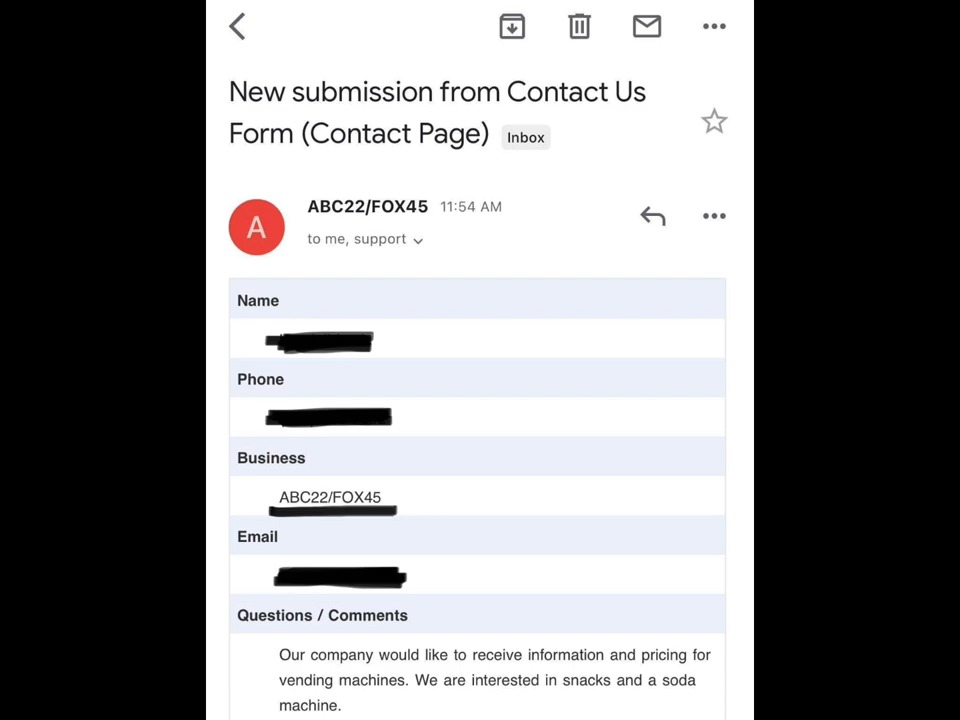 New submission from Contact Us
Form (Contact Page) Inbox
ABC22/FOX45 11:54 AM
A
to me, support
Name
Phone
Business
ABC22/FOX45
Email
Questions / Comments
Our company would like to receive information and pricing for
vending machines. We are interested in snacks and a soda
machine.